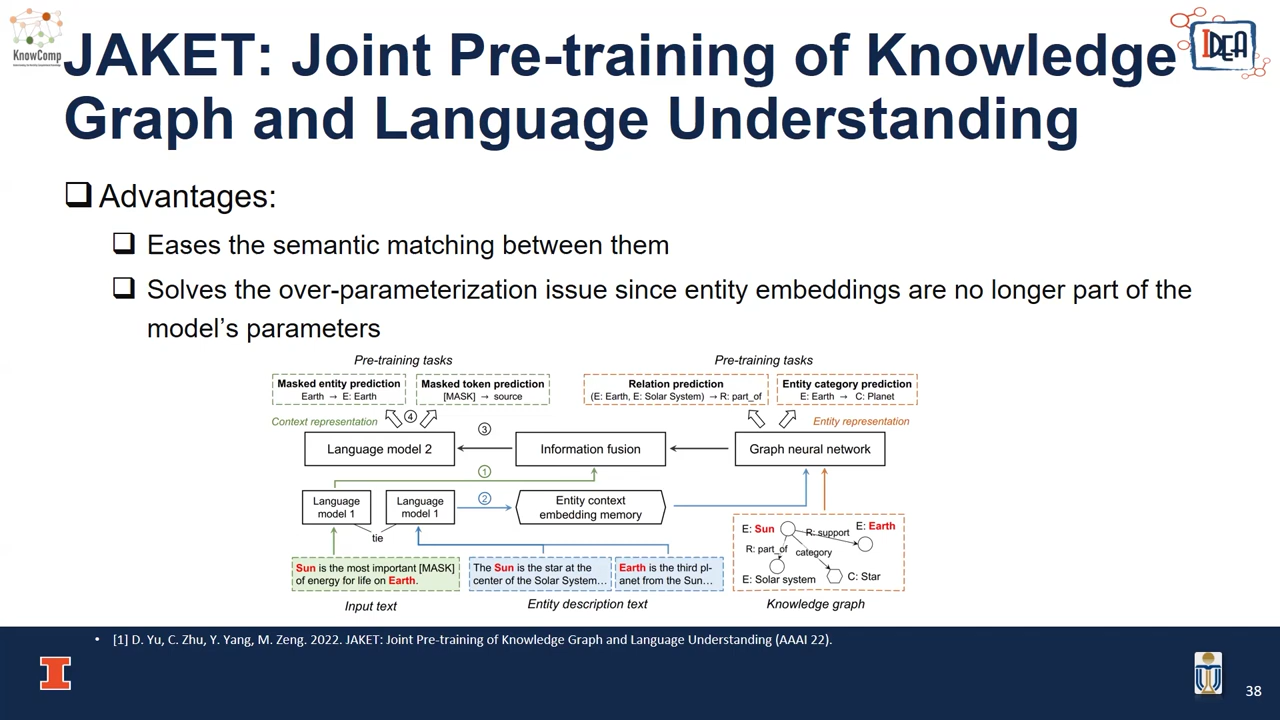 KnowComp
IDEA
JAKET: Joint Pre-training of Knowledge
Graph and Language Understanding
Advantages:
Eases the semantic matching between them
Solves the over-parameterization issue since entity embeddings are no longer part of the
model's parameters
Pre-training tasks
Pre-training tasks
Masked entity prediction
Earth → E: Earth
Masked token prediction
[MASK] → source
Relation prediction
(E: Earth, E: Solar System) → R: part_of
Entity category prediction
E: Earth → C: Planet
Context representation
④
Entity representation
Language model 2
③
Information fusion
Graph neural network
①
Language
model 1
Language
model 1
②
Entity context
embedding memory
tie
E: Sun
R: support
E: Earth
R: part_of
category
E: Solar system
C: Star
Sun is the most important [MASK]
of energy for life on Earth.
The Sun is the star at the
center of the Solar System…
Earth is the third pl-
anet from the Sun…
Input text
Entity description text
Knowledge graph
• [1] D. Yu, C. Zhu, Y. Yang, M. Zeng. 2022. JAKET: Joint Pre-training of Knowledge Graph and Language Understanding (AAAI 22).
38